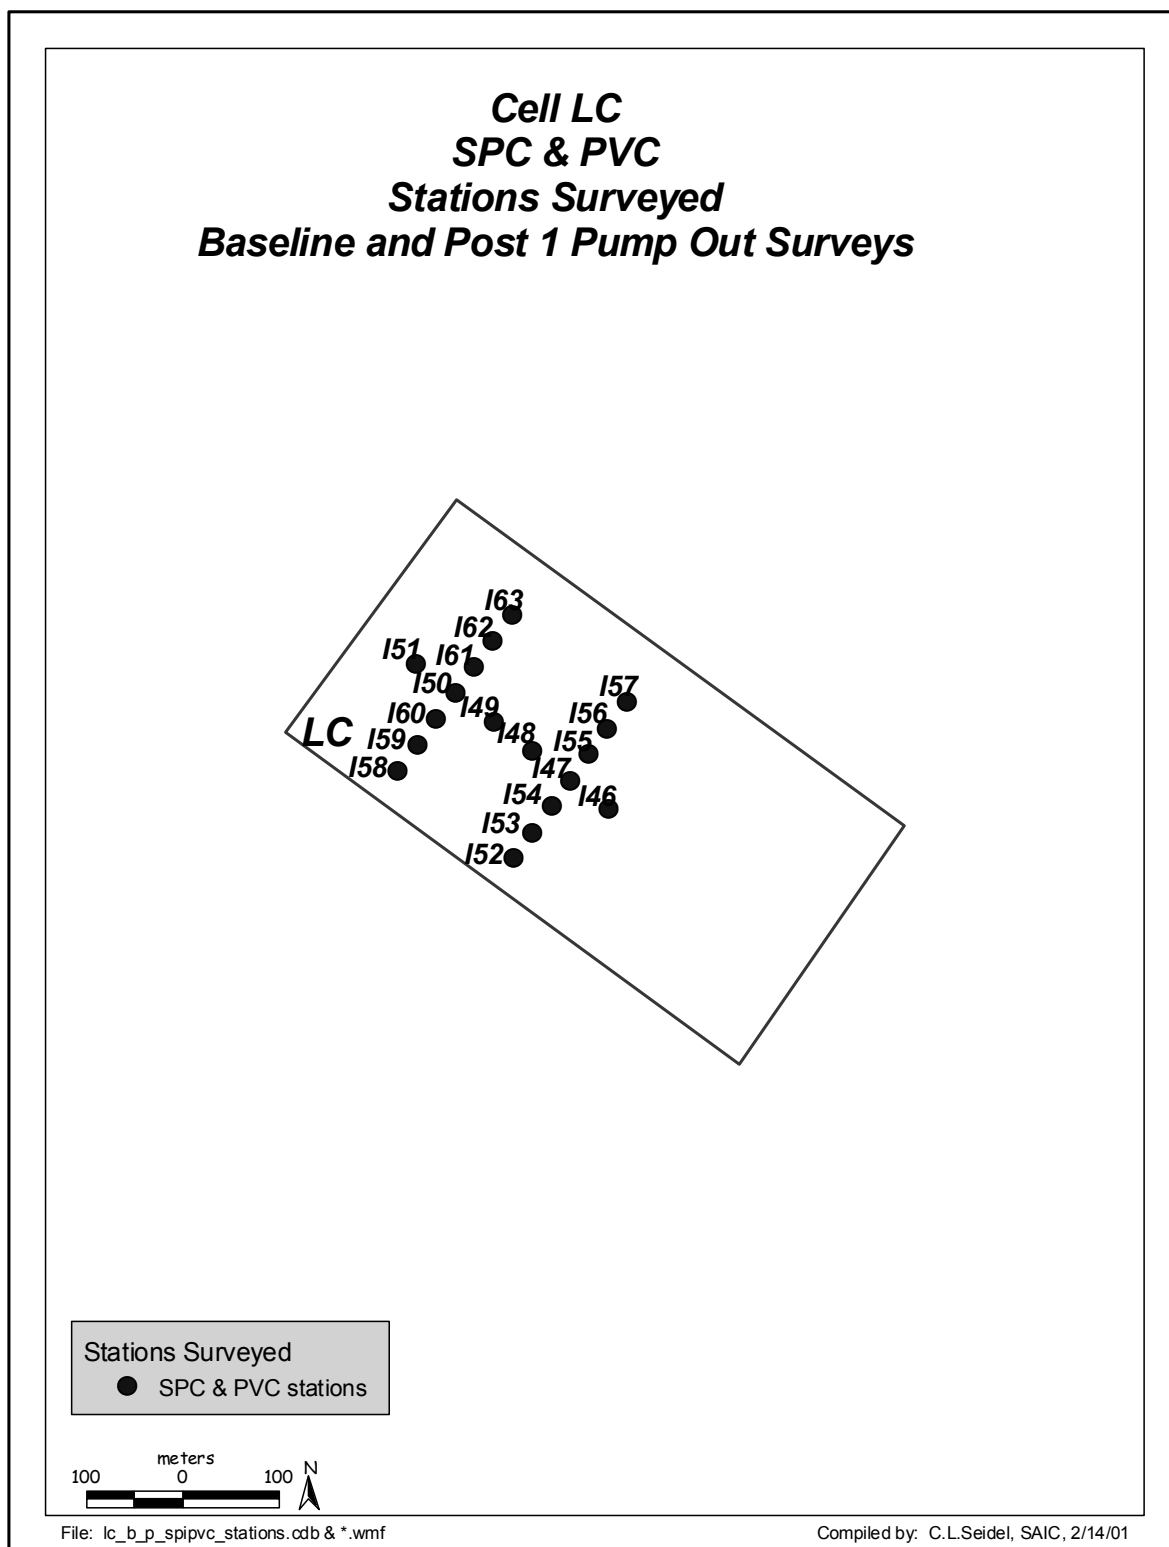 Cell LC
SPC & PVC
Stations Surveyed
Baseline and Post 1 Pump Out Surveys
I63
I62
I51
I61
I50
I57
I60
I49
I56
LC
I59
I48
I55
I58
I47
I54
I46
I53
I52
Stations Surveyed
SPC & PVC stations
meters
100 0 100 N
File: lc_b_p_spipvc_stations.cdb & *.wmf
Compiled by: C.L.Seidel, SAIC, 2/14/01